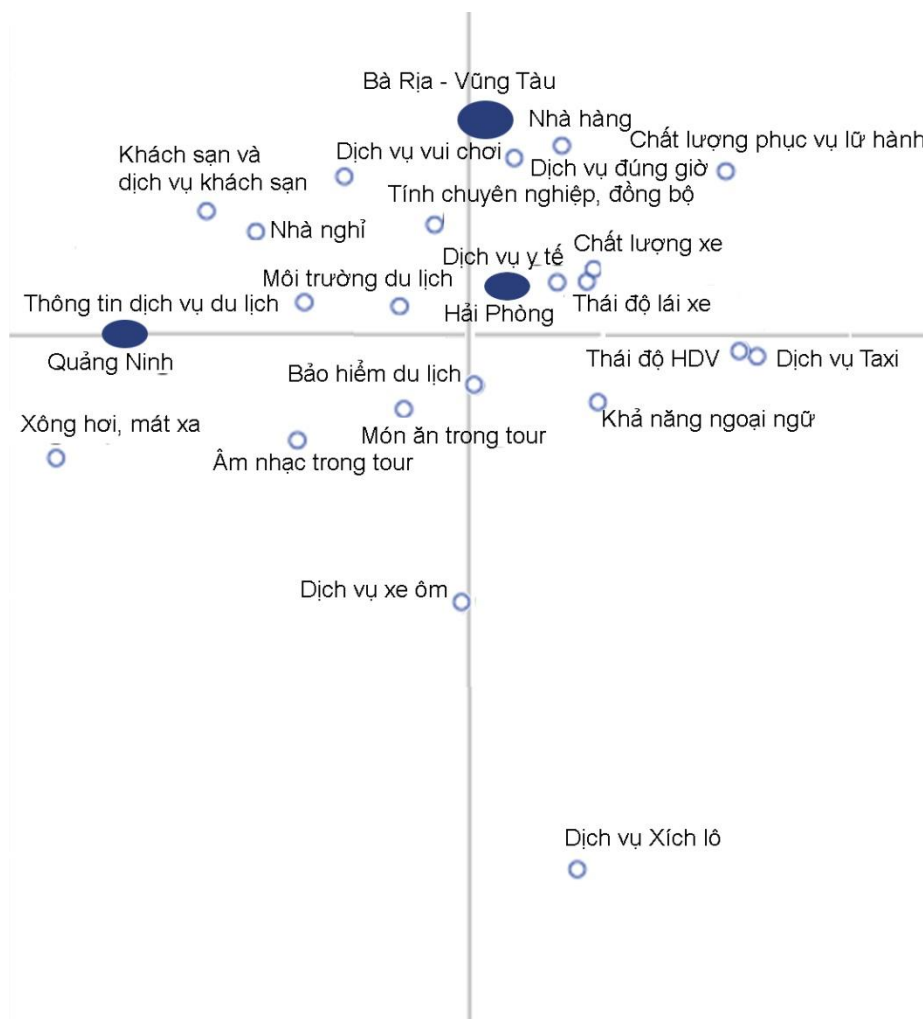 Bà Rịa - Vũng Tàu
Nhà hàng
Chất lượng phục vụ lữ hành
Khách sạn và
dịch vụ khách sạn
Dịch vụ vui chơi
Dịch vụ đúng giờ
Tính chuyên nghiệp, đồng bộ
Nhà nghỉ
Chất lượng xe
Dịch vụ y tế
Môi trường du lịch
Thái độ lái xe
Thông tin dịch vụ du lịch
Hải Phòng
Quảng Ninh
Thái độ HDV
Dịch vụ Taxi
Bảo hiểm du lịch
Xông hơi, mát xa
Món ăn trong tour
Khả năng ngoại ngữ
Âm nhạc trong tour
Dịch vụ xe ôm
Dịch vụ Xích lô